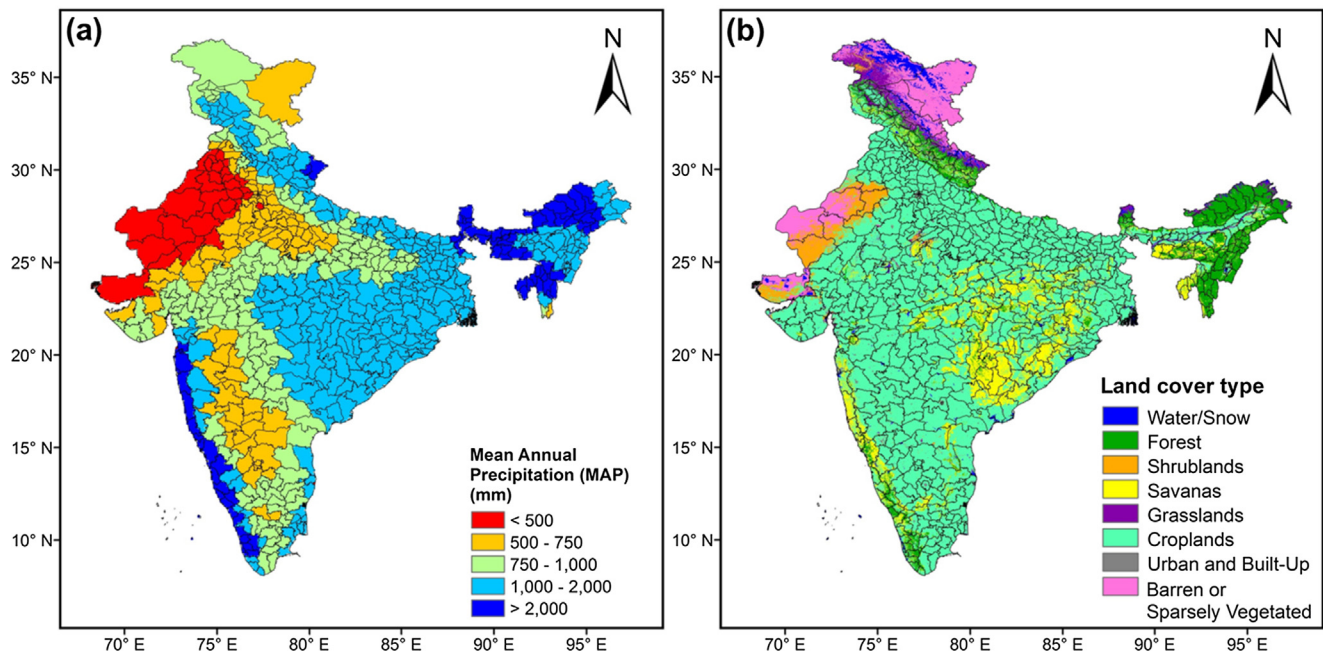 (a)
N
35° N
30° N
25° N
20° N
15° N
10° N
70° E
75° E
80° E
85° E
90° E
95° E
Mean Annual
Precipitation (MAP)
(mm)
< 500
500 - 750
750 - 1,000
1,000 - 2,000
> 2,000
(b)
N
35° N
30° N
25° N
20° N
15° N
10° N
70° E
75° E
80° E
85° E
90° E
95° E
Land cover type
Water/Snow
Forest
Shrublands
Savanas
Grasslands
Croplands
Urban and Built-Up
Barren or
Sparsely Vegetated